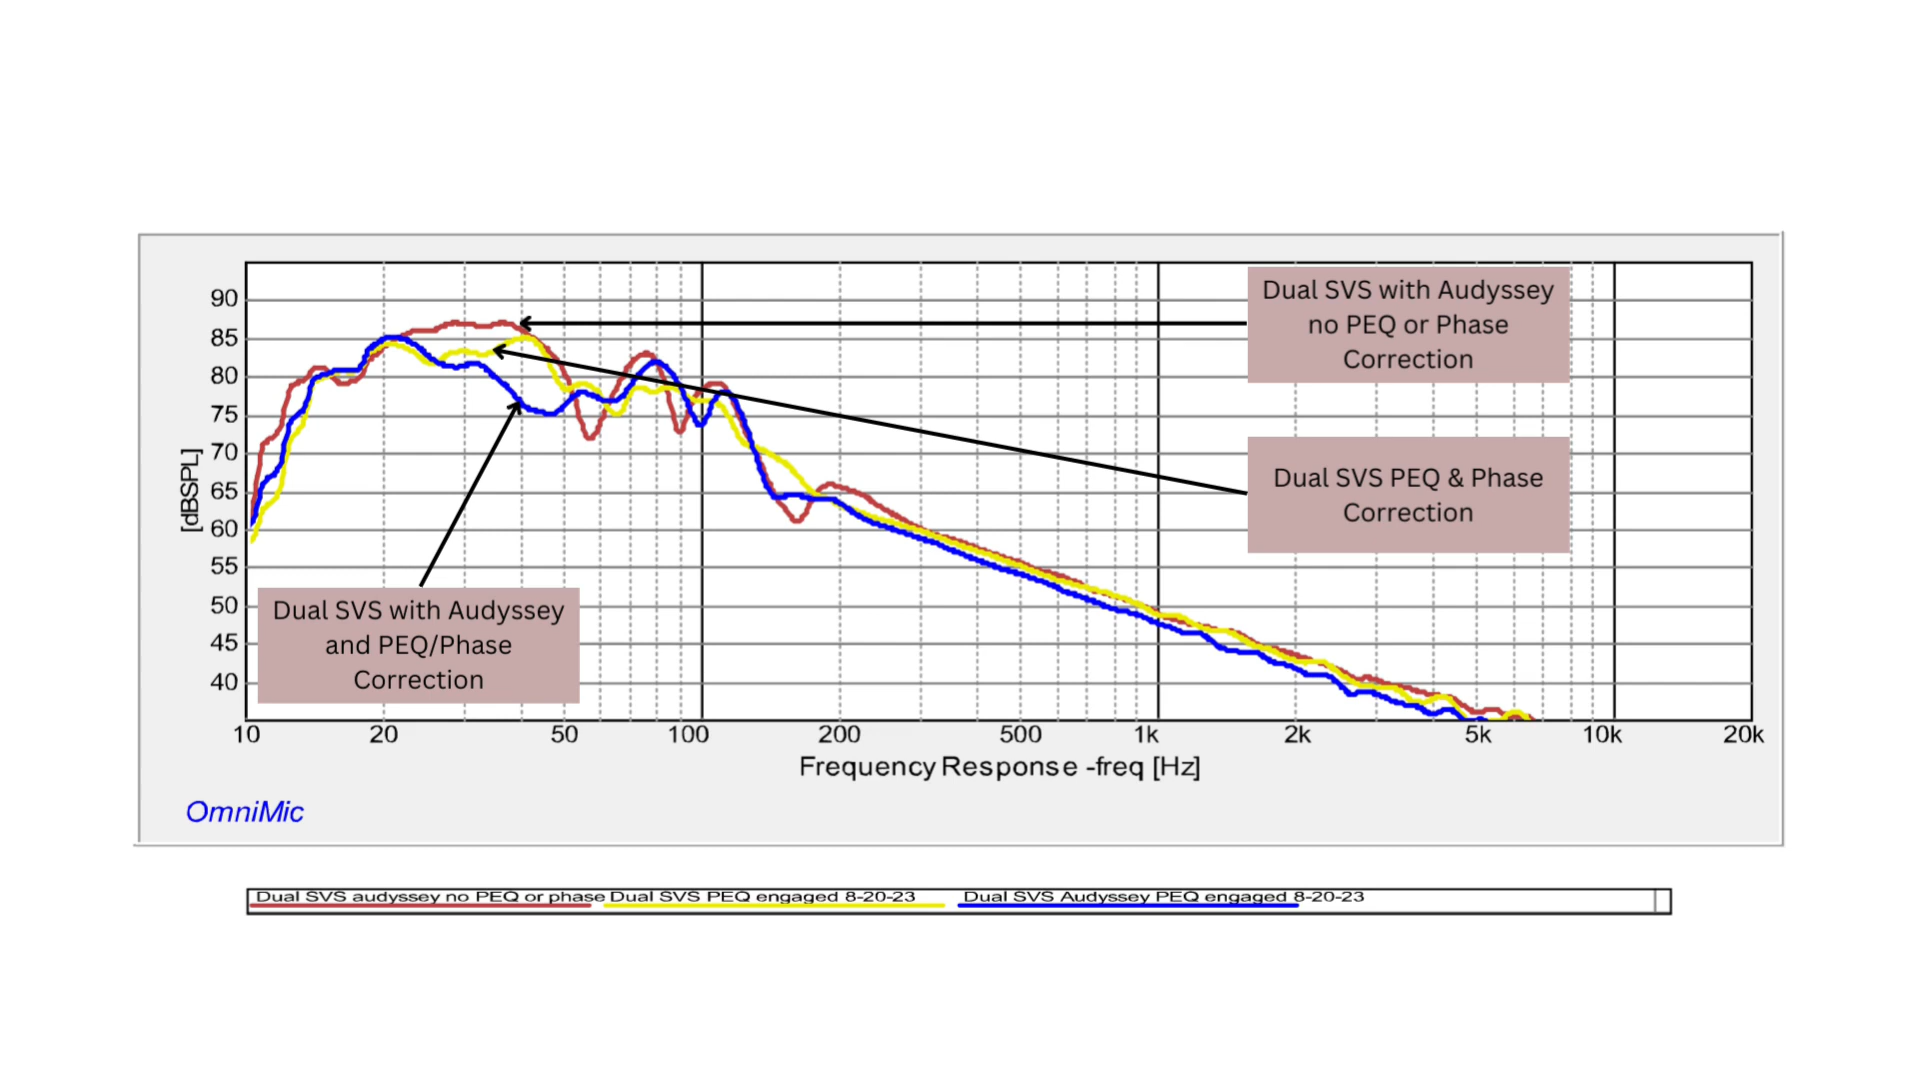 90
85
80
75
70
65
60
55
50
45
40
[dBSPL]
Dual SVS with Audyssey
no PEQ or Phase
Correction
Dual SVS PEQ & Phase
Correction
Dual SVS with Audyssey
and PEQ/Phase
Correction
10 20 50 100 200 500 1k 2k 5k 10k 20k
Frequency Response -freq [Hz]
OmniMic
Dual SVS audyssey no PEQ or phase Dual SVS PEQ engaged 8-20-23 Dual SVS Audyssey PEQ engaged 8-20-23